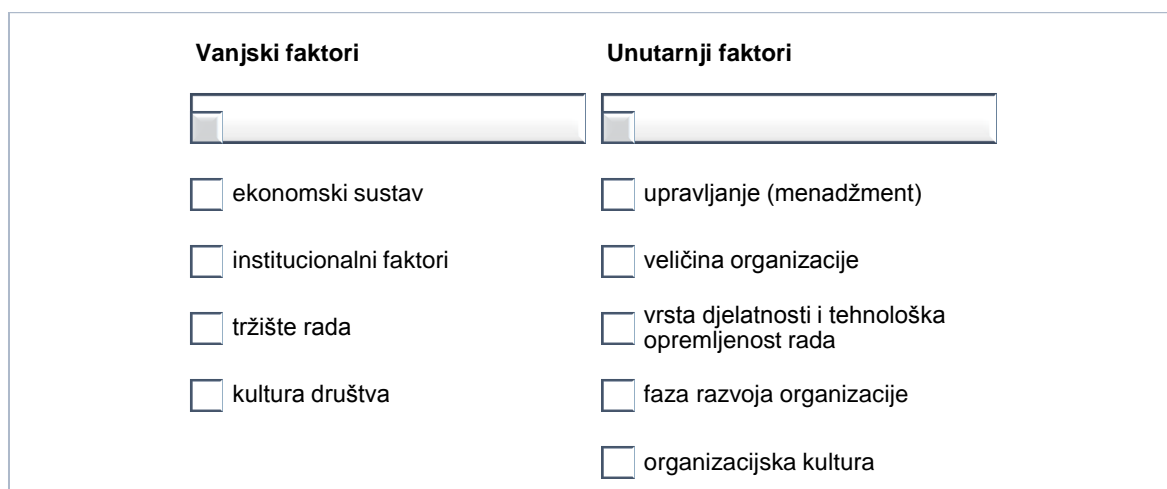 Vanjski faktori
ekonomski sustav
institucionalni faktori
tržište rada
kultura društva
Unutarnji faktori
upravljanje (menadžment)
veličina organizacije
vrsta djelatnosti i tehnološka
opremljenost rada
faza razvoja organizacije
organizacijska kultura